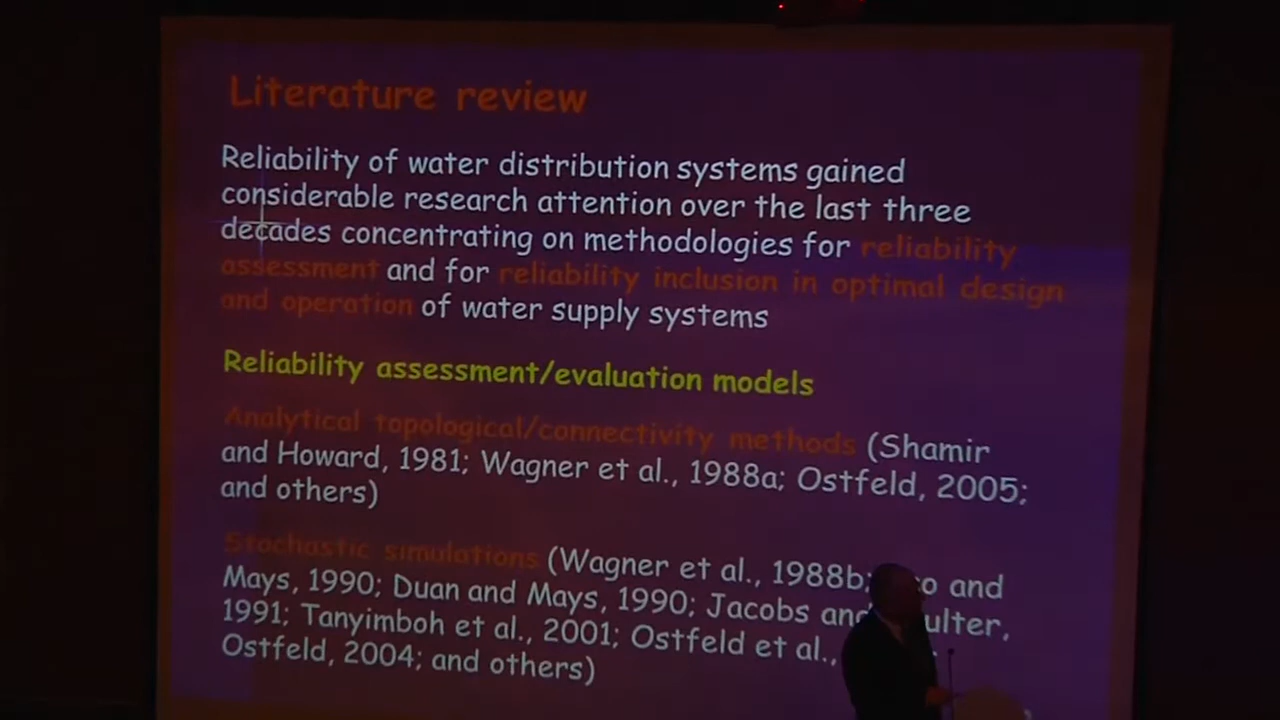 Literature review
Reliability of water distribution systems gained
considerable research attention over the last three
decades concentrating on methodologies for reliability
assessment and for reliability inclusion in optimal design
and operation of water supply systems
Reliability assessment/evaluation models
Analytical topological/connectivity methods (Shamir
and Howard, 1981; Wagner et al., 1988a; Ostfeld, 2005;
and others)
Stochastic simulations (Wagner et al., 1988b; and
Mays, 1990; Duan and Mays, 1990; Jacobs and
1991; Tanyimboh et al., 2001; Ostfeld et al.,
Ostfeld, 2004; and others)